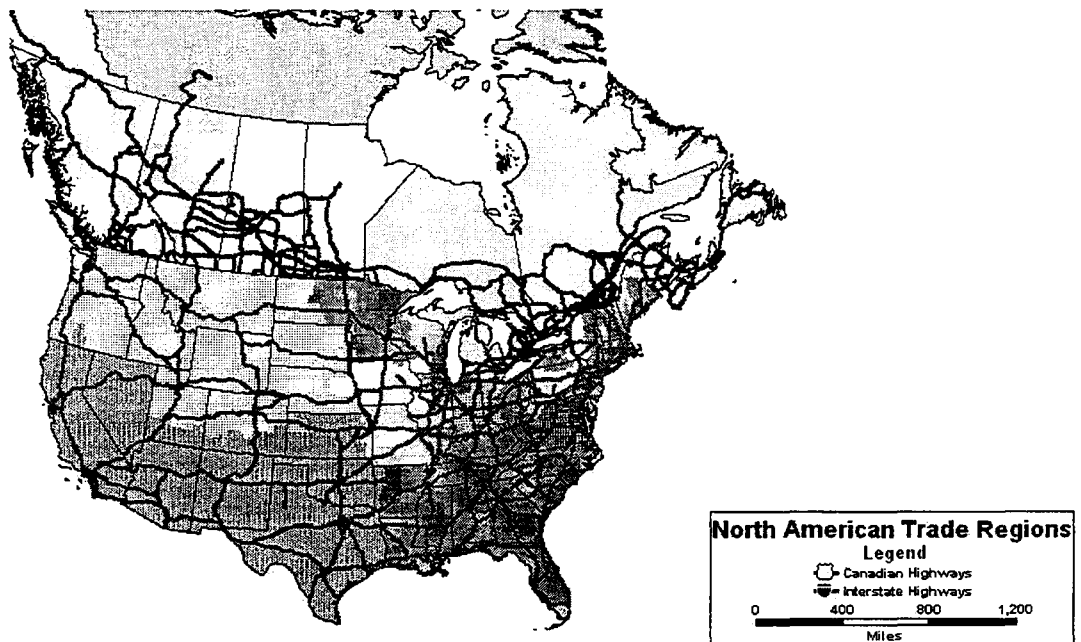 North American Trade Regions
Legend
Canadian Highways
Interstate Highways
0 400 800 1,200
Miles